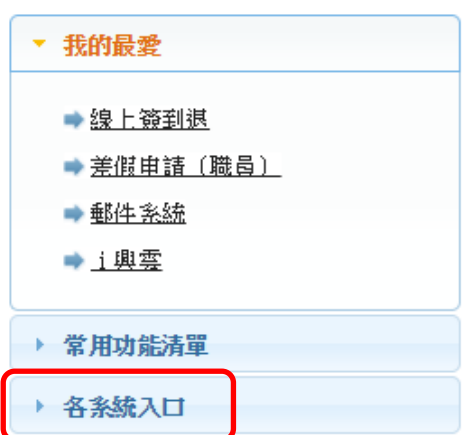 我的最愛
線上簽到退
差假申請（職員）
郵件系統
i興雲
常用功能清單
各系統入口